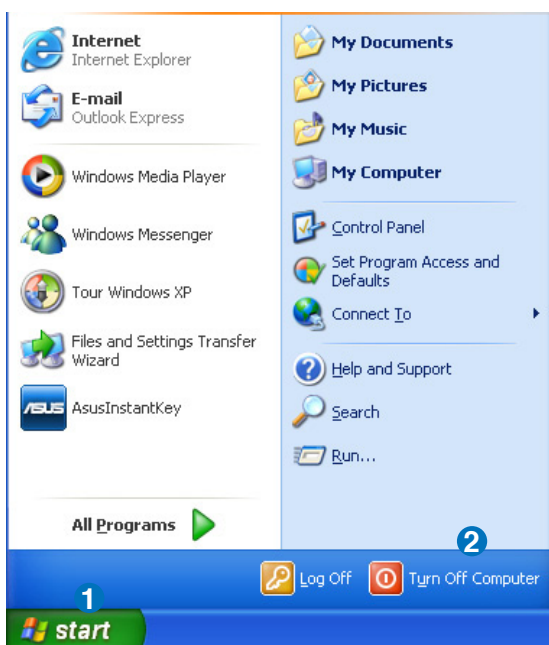 Internet
Internet Explorer
E-mail
Outlook Express
Windows Media Player
Windows Messenger
Tour Windows XP
Files and Settings Transfer
Wizard
ASUS
AsusInstantKey
All Programs
My Documents
My Pictures
My Music
My Computer
Control Panel
Set Program Access and
Defaults
Connect To
Help and Support
Search
Run...
2
Log Off
Turn Off Computer
1
start